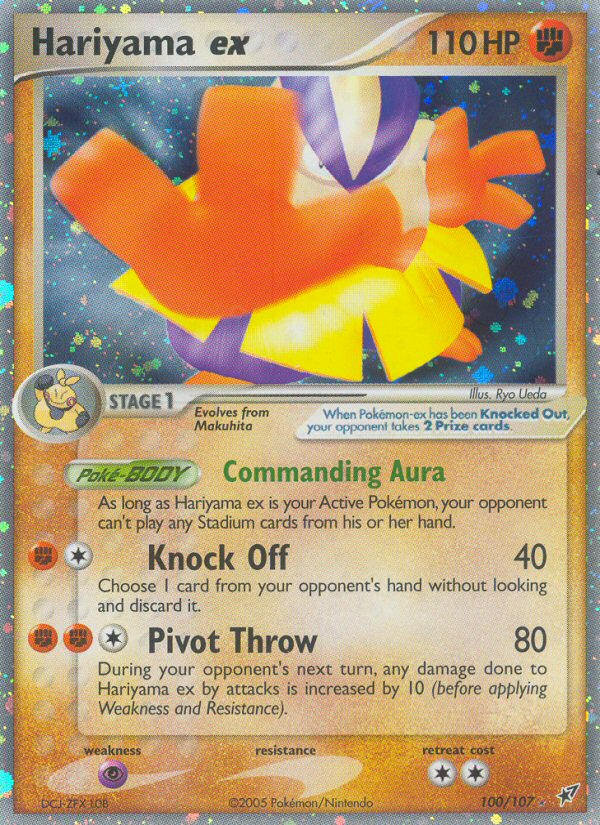 Hariyama ex
110 HP
Illus. Ryo Ueda
STAGE 1
Evolves from
Makuhita
When Pokémon-ex has been Knocked Out,
your opponent takes 2 Prize cards.
Poké-BODY Commanding Aura
As long as Hariyama ex is your Active Pokémon, your opponent
can't play any Stadium cards from his or her hand.
Knock Off 40
Choose 1 card from your opponent's hand without looking
and discard it.
Pivot Throw 80
During your opponent's next turn, any damage done to
Hariyama ex by attacks is increased by 10 (before applying
Weakness and Resistance).
weakness resistance retreat cost
DCJ-ZFX LOB ©2005 Pokémon/Nintendo 100/107